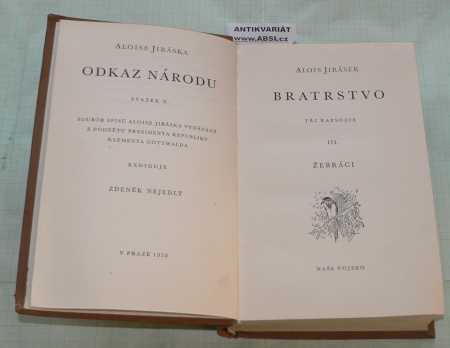 ANTIKVARIÁT
www.ABSI.cz
ALOISE JIRÁSKA
ODKAZ NÁRODU
SVAZEK X.
SOUBOR SPISŮ ALOISE JIRÁSKA VYDÁVANÝ
Z PODNĚTU PRESIDENTA REPUBLIKY
KLEMENTA GOTTWALDA
REDIGUJE
ZDENĚK NEJEDLÝ
V PRAZE 1950
ALOIS JIRÁSEK
BRATRSTVO
TŘI RAPSODIE
III.
ŽEBRÁCI
NAŠE VOJSKO